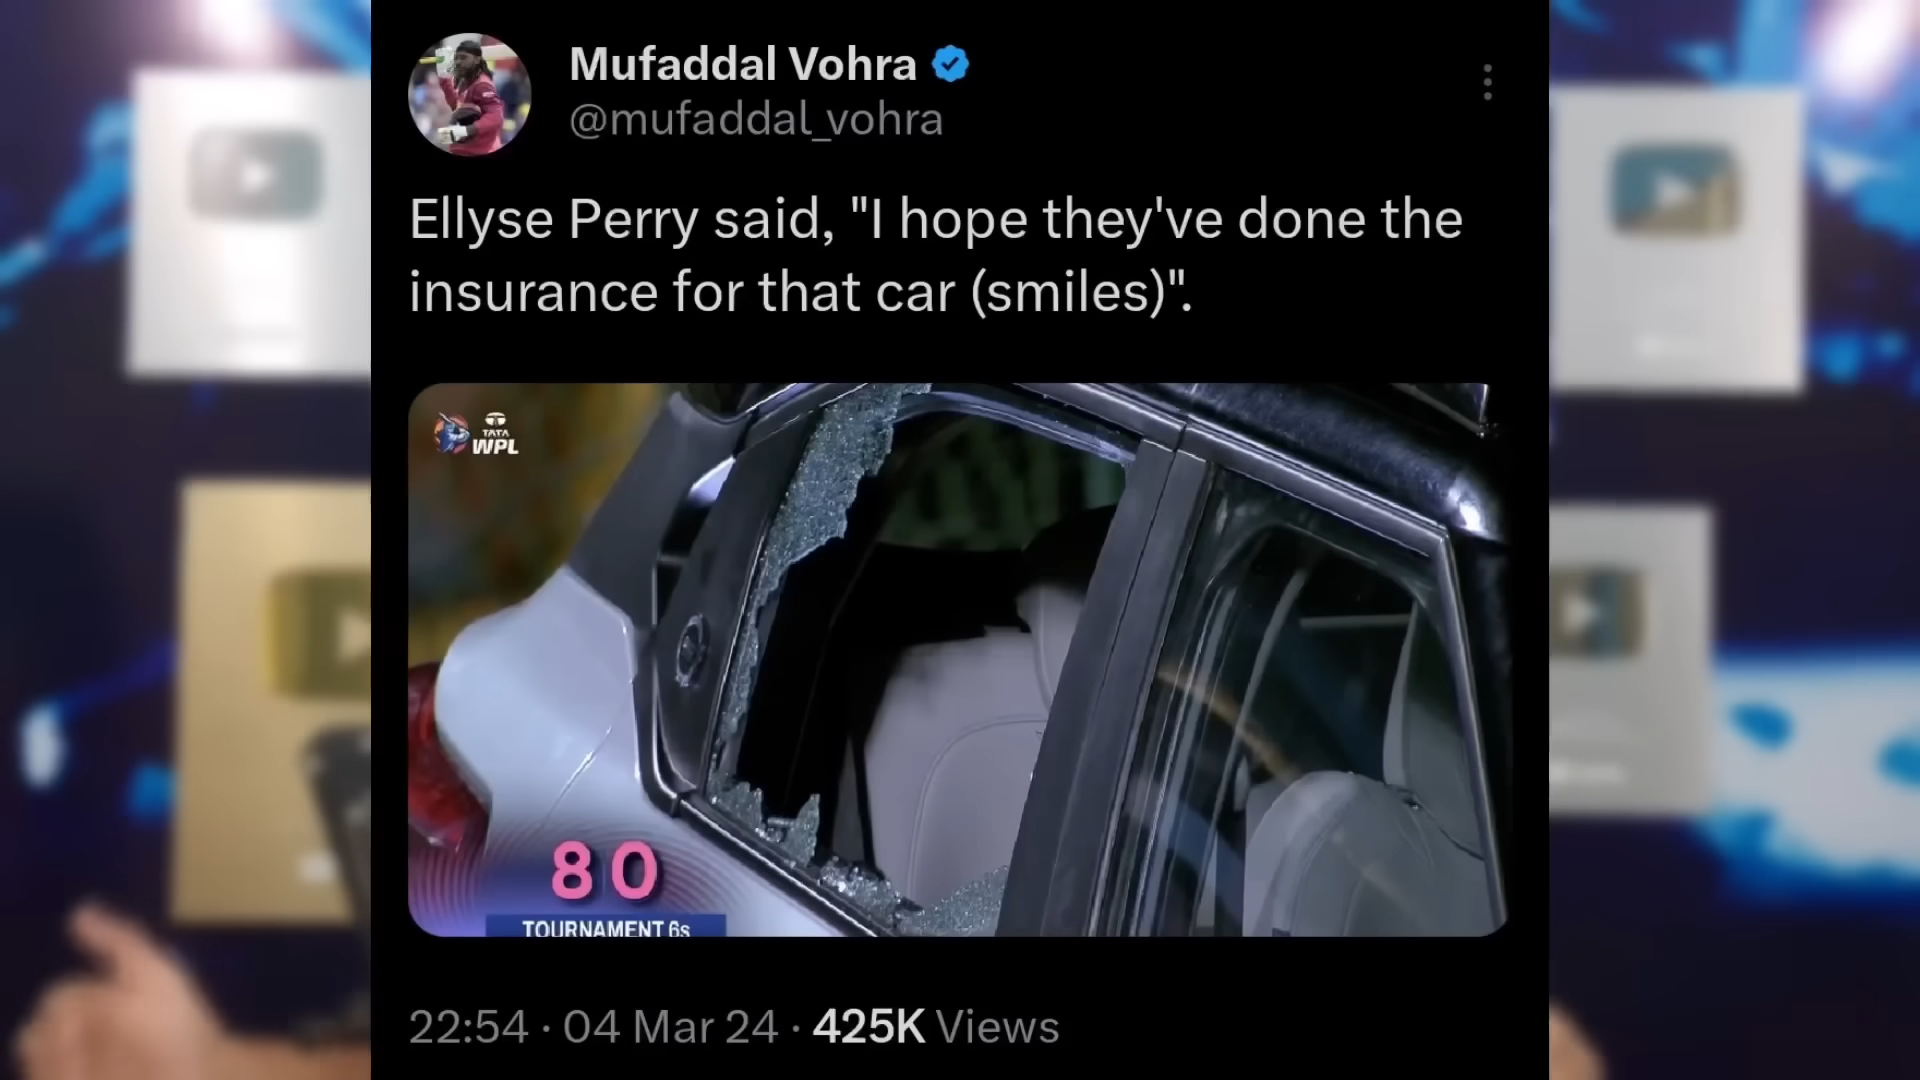 Mufaddal Vohra
@mufaddal_vohra
Ellyse Perry said, "I hope they've done the
insurance for that car (smiles)".
TATA
WPL
80
TOURNAMENT 6s
22:54 · 04 Mar 24 · 425K Views